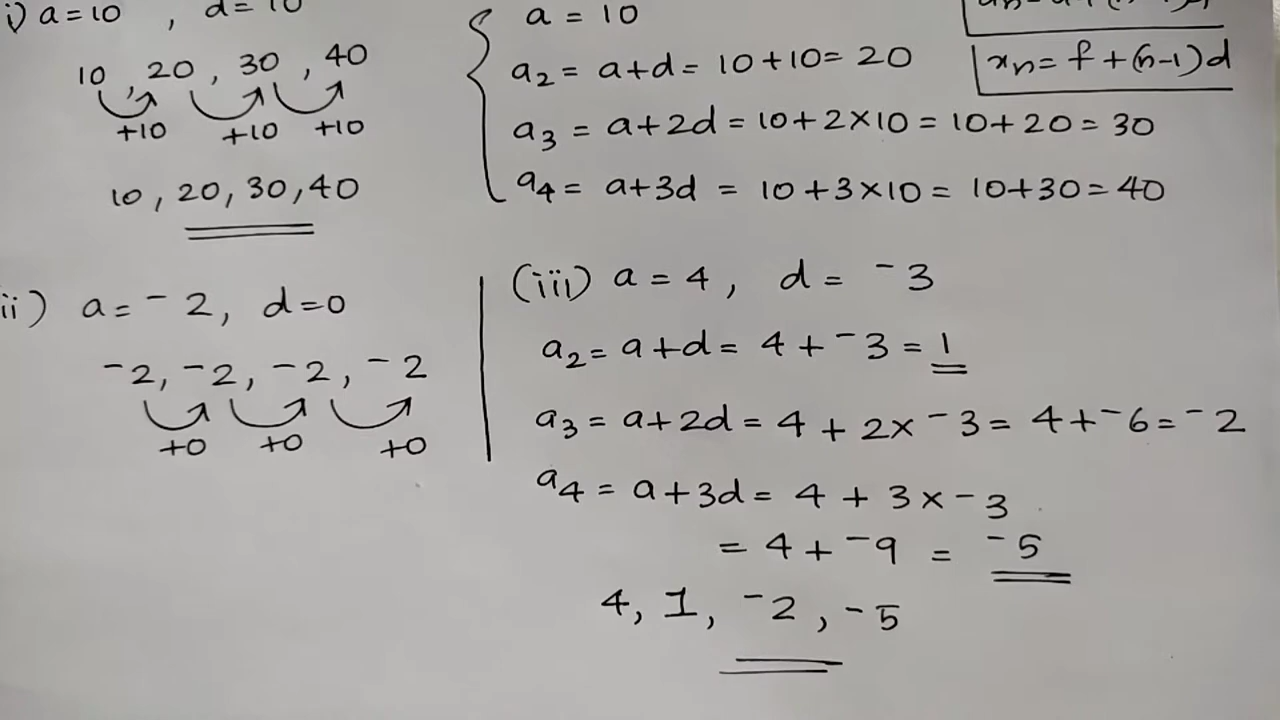 i) a=10 , d=10
10 , 20 , 30 , 40
+10 +10 +10
10 , 20 , 30 , 40
a = 10
a2 = a+d = 10+10= 20
a3 = a+2d = 10+2×10 = 10+20 = 30
a4 = a+3d = 10+3×10 = 10+30 = 40
xn = f+(n-1)d
ii) a= -2, d=0
-2, -2, -2, -2
+0 +0 +0
(iii) a = 4 , d = -3
a2 = a+d = 4 + -3 = 1
a3 = a+2d = 4 + 2× -3 = 4+ -6 = -2
a4 = a+3d = 4 + 3 × -3
= 4 + -9 = -5
4, 1, -2, -5